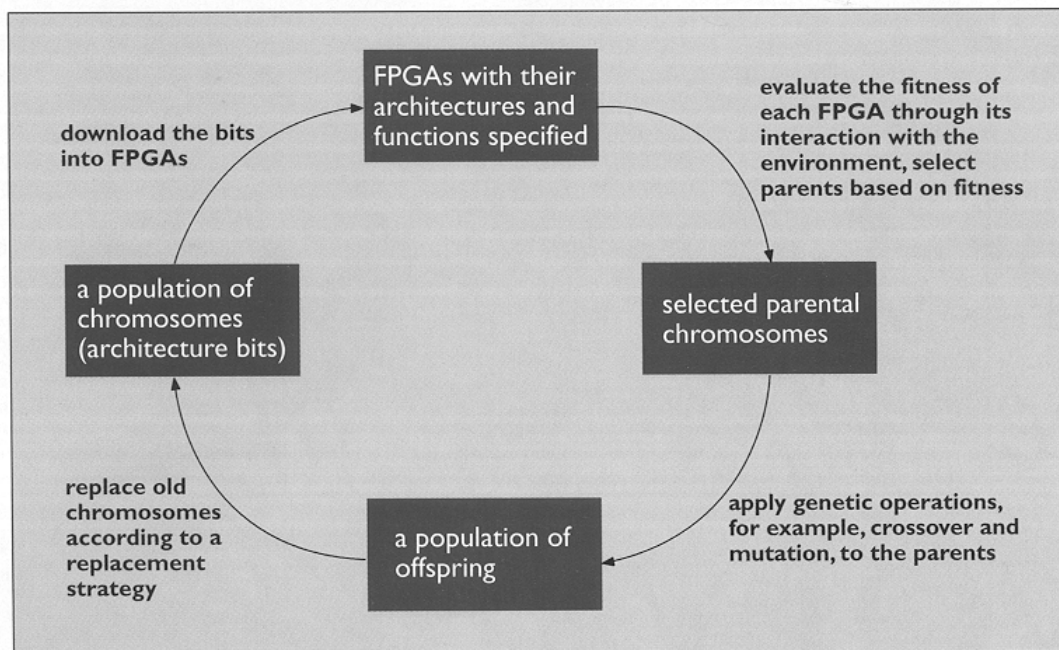 FPGAs with their
architectures and
functions specified
evaluate the fitness of
each FPGA through its
interaction with the
environment, select
parents based on fitness
selected parental
chromosomes
apply genetic operations,
for example, crossover and
mutation, to the parents
a population of
offspring
replace old
chromosomes
according to a
replacement
strategy
a population of
chromosomes
(architecture bits)
download the bits
into FPGAs